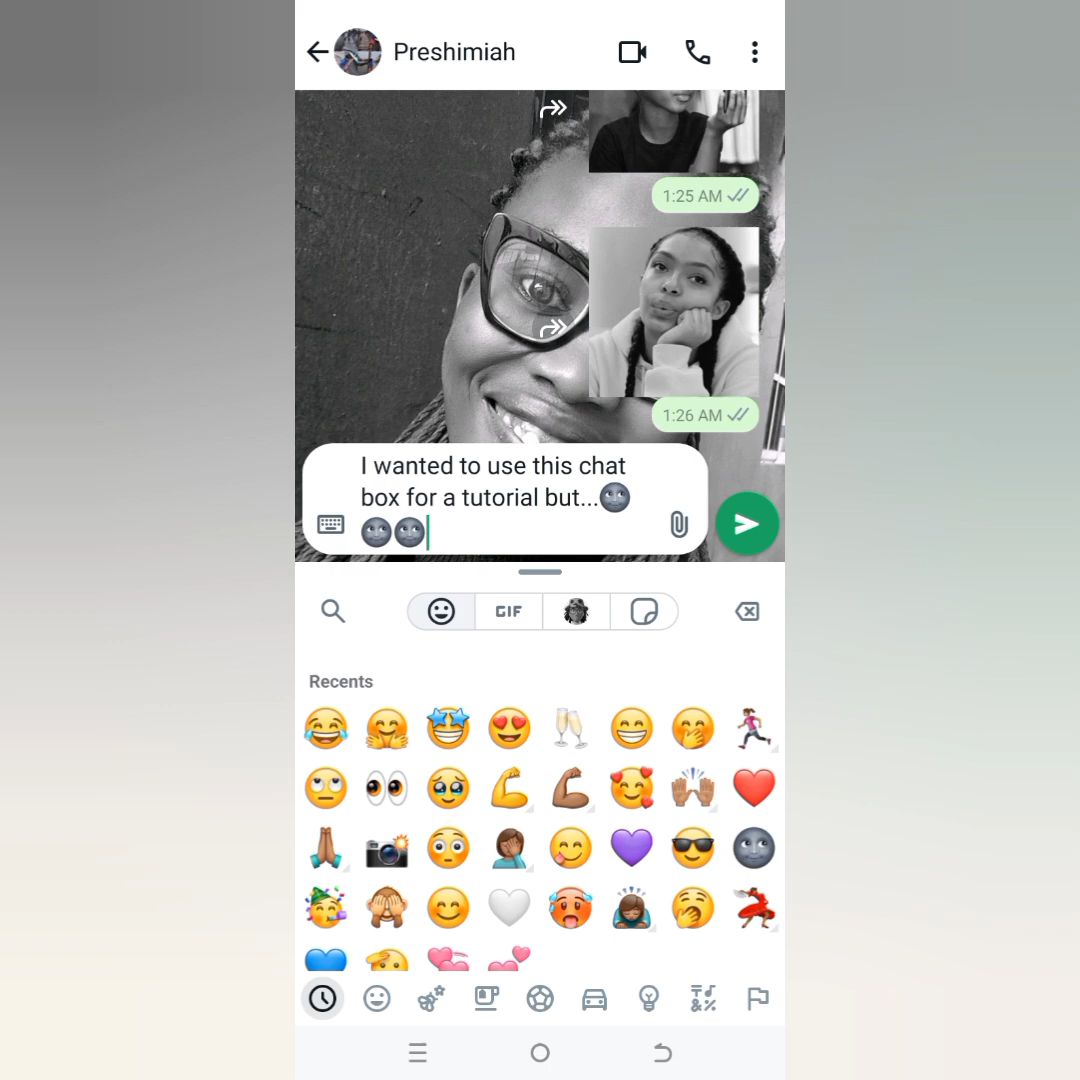 Preshimiah
1:25 AM
1:26 AM
I wanted to use this chat
box for a tutorial but...🌚
🌚🌚
GIF
Recents